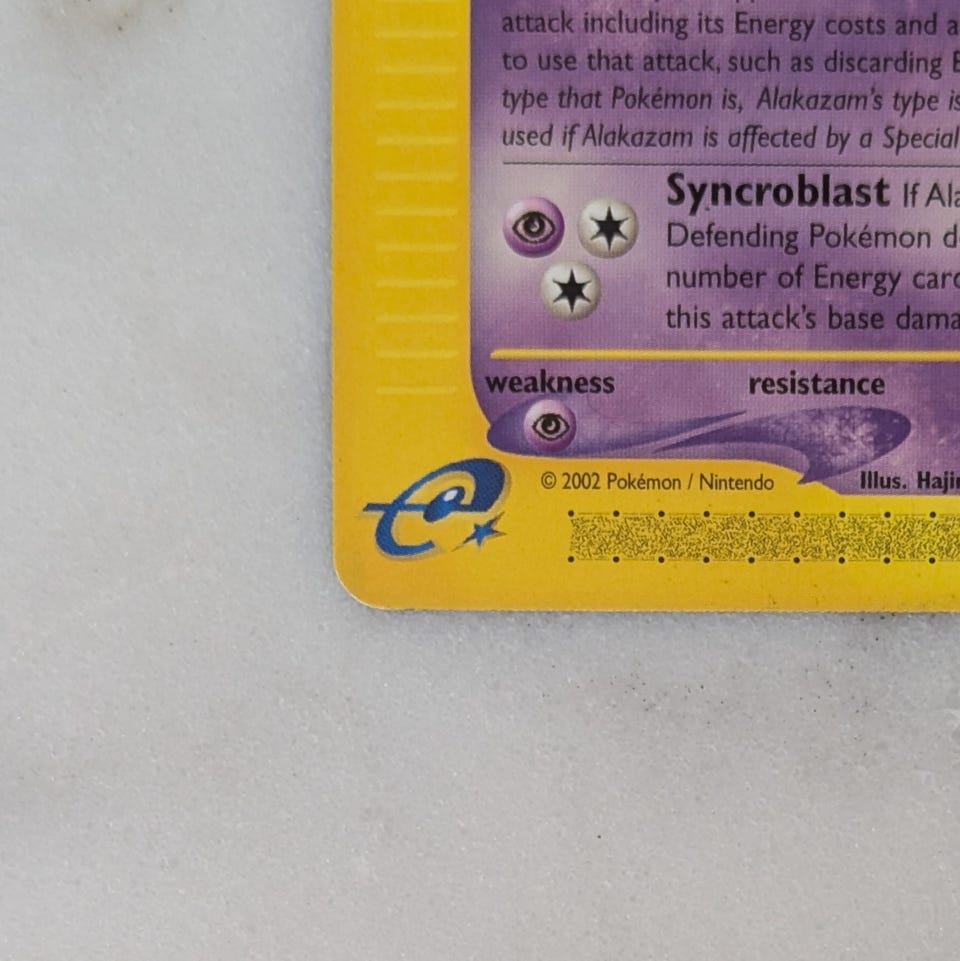 attack including its Energy costs and a
to use that attack, such as discarding E
type that Pokémon is, Alakazam's type is
used if Alakazam is affected by a Special
Syncroblast If Ala
Defending Pokémon d
number of Energy card
this attack's base dama
weakness resistance
© 2002 Pokémon / Nintendo Illus. Hajim